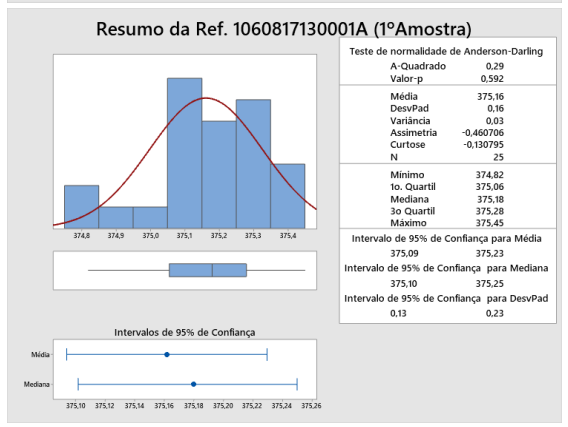 Resumo da Ref. 1060817130001A (1ºAmostra)
374,8 374,9 375,0 375,1 375,2 375,3 375,4
Intervalos de 95% de Confiança
Média
Mediana
375,10 375,12 375,14 375,16 375,18 375,20 375,22 375,24 375,26
Teste de normalidade de Anderson-Darling
A-Quadrado 0,29
Valor-p 0,592
Média 375,16
DesvPad 0,16
Variância 0,03
Assimetria -0,460706
Curtose -0,130795
N 25
Mínimo 374,82
1o. Quartil 375,06
Mediana 375,18
3o Quartil 375,28
Máximo 375,45
Intervalo de 95% de Confiança para Média
375,09 375,23
Intervalo de 95% de Confiança para Mediana
375,10 375,25
Intervalo de 95% de Confiança para DesvPad
0,13 0,23